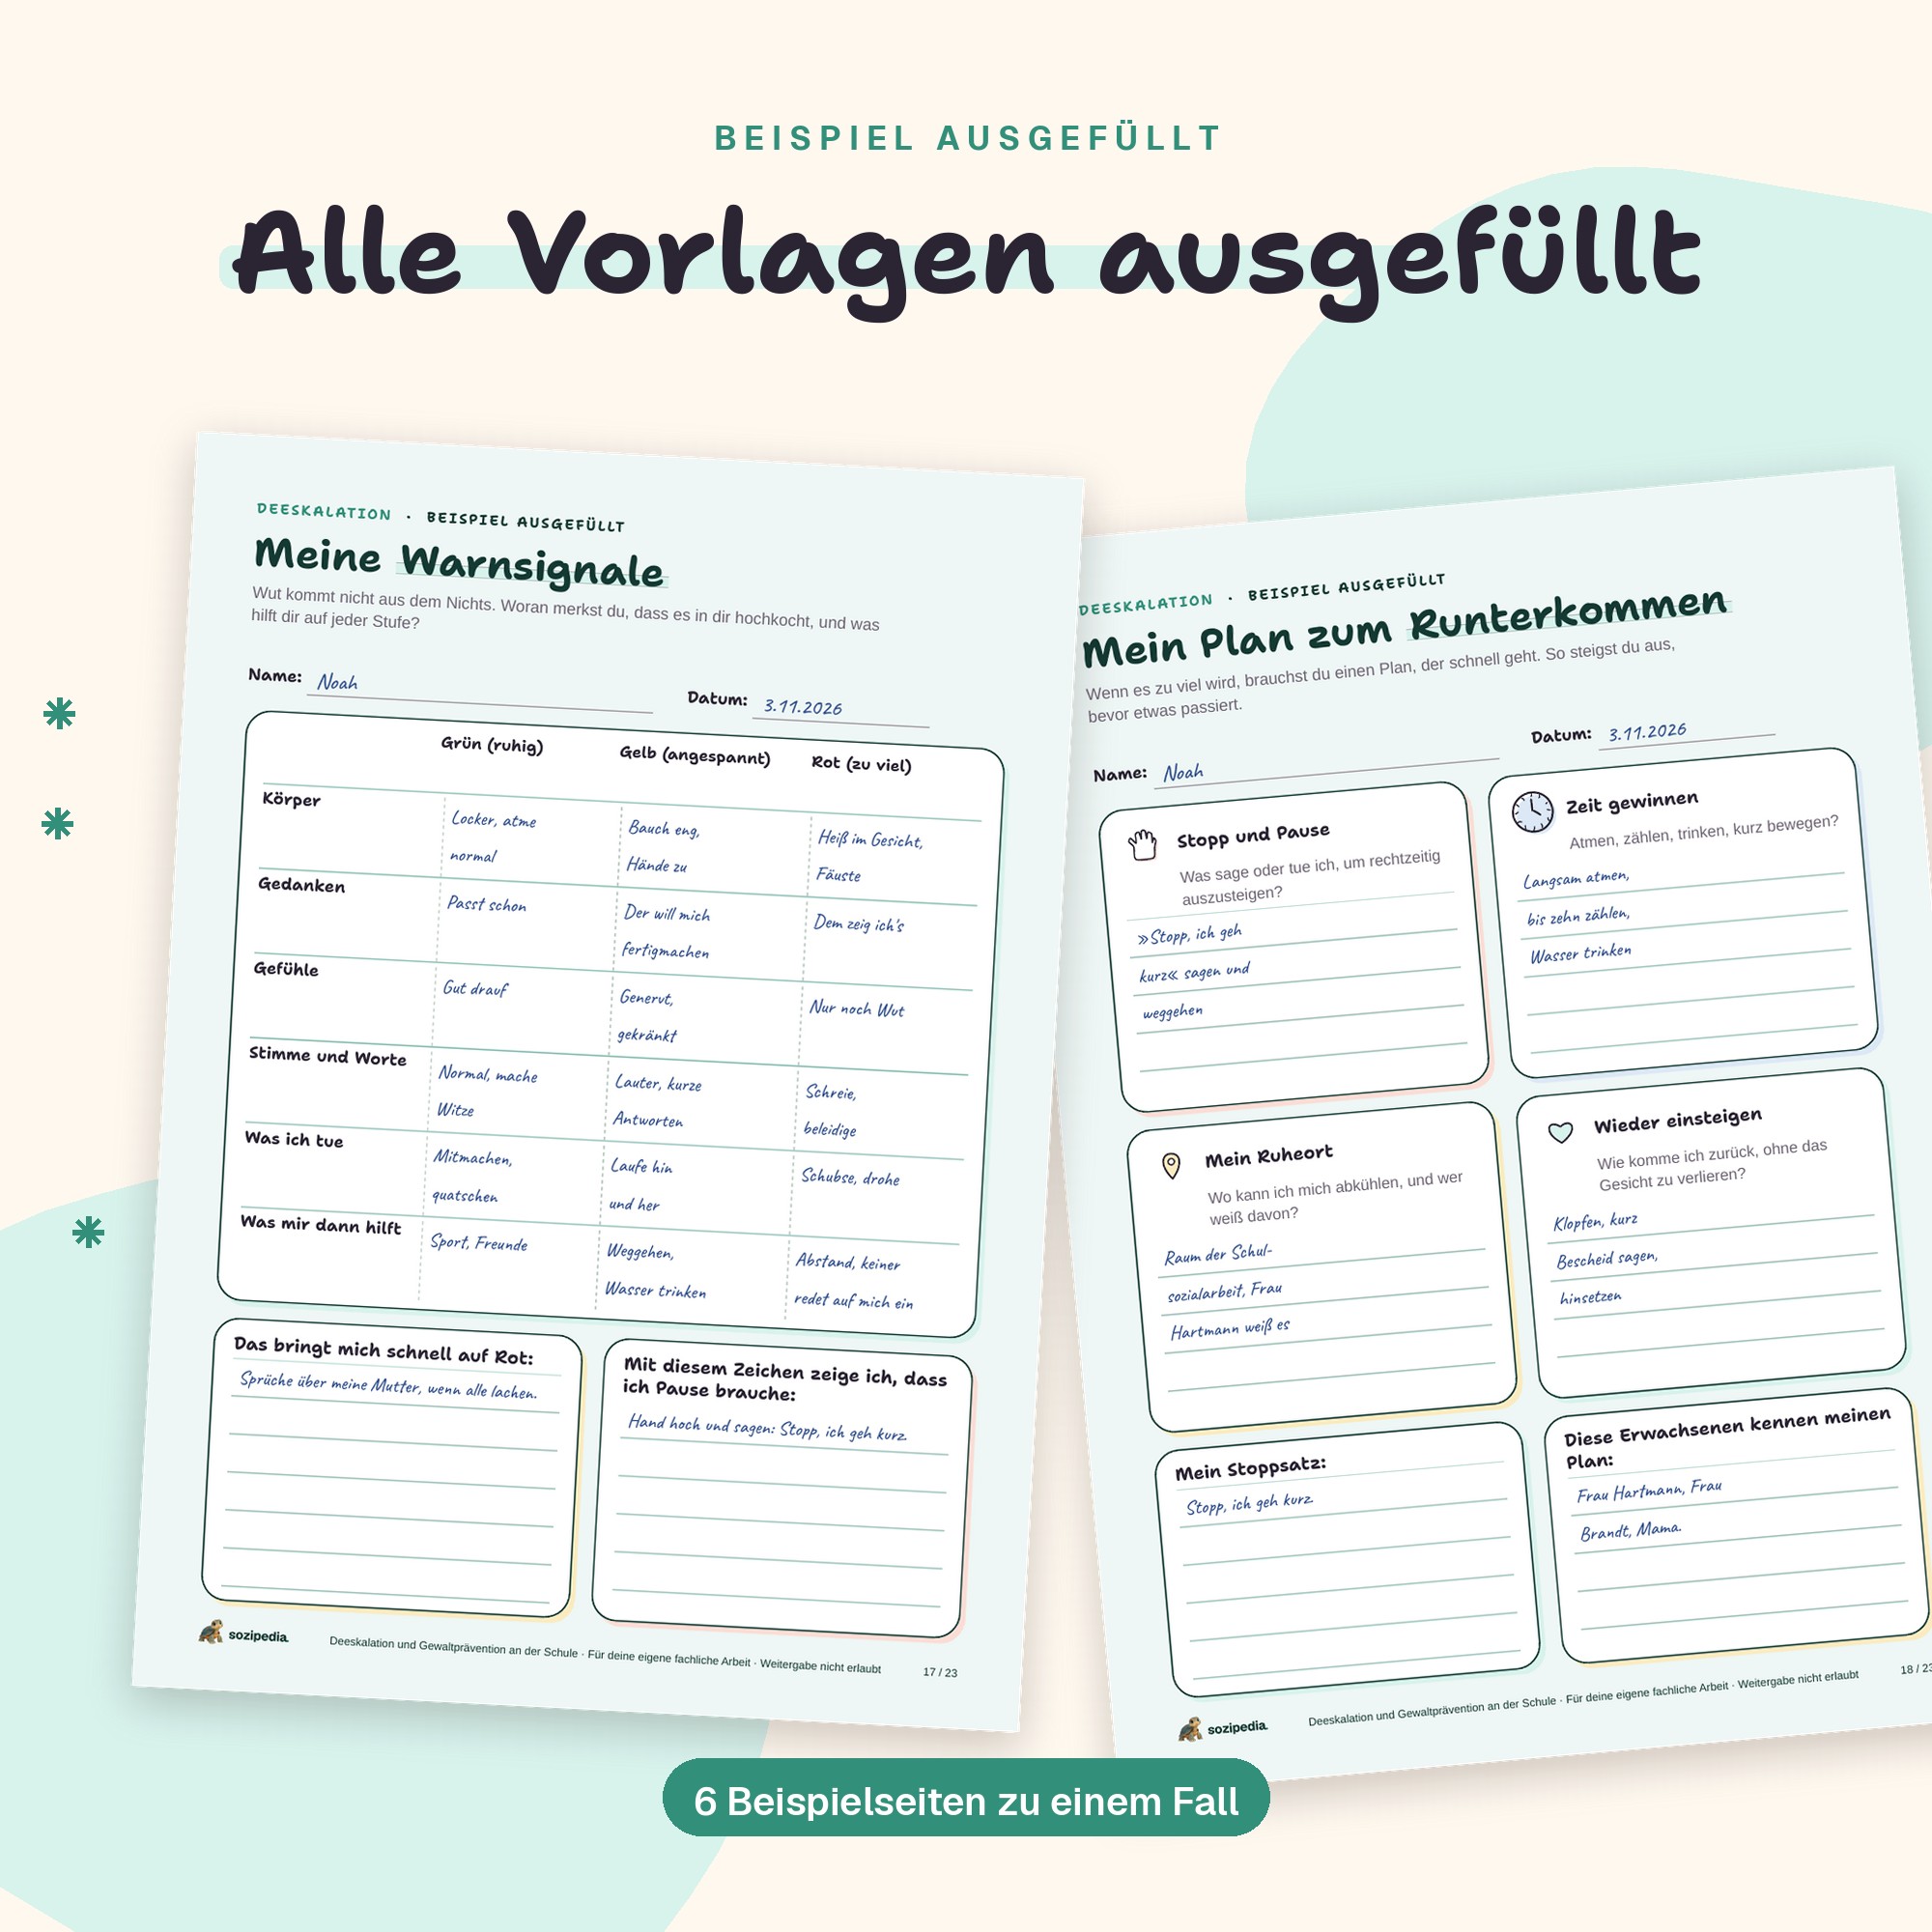 BEISPIEL AUSGEFÜLLT
Alle Vorlagen ausgefüllt
DEESKALATION · BEISPIEL AUSGEFÜLLT
Meine Warnsignale
Wut kommt nicht aus dem Nichts. Woran merkst du, dass es in dir hochkocht, und was
hilft dir auf jeder Stufe?
Name: Noah Datum: 3.11.2026
Grün (ruhig) Gelb (angespannt) Rot (zu viel)
Körper
Locker, atme
normal
Bauch eng,
Hände zu
Heiß im Gesicht,
Fäuste
Gedanken
Passt schon
Der will mich
fertigmachen
Dem zeig ich's
Gefühle
Gut drauf
Genervt,
gekränkt
Nur noch Wut
Stimme und Worte
Normal, mache
Witze
Lauter, kurze
Antworten
Schreie,
beleidige
Was ich tue
Mitmachen,
quatschen
Laufe hin
und her
Schubse, drohe
Was mir dann hilft
Sport, Freunde
Weggehen,
Wasser trinken
Abstand, keiner
redet auf mich ein
Das bringt mich schnell auf Rot:
Sprüche über meine Mutter, wenn alle lachen.
Mit diesem Zeichen zeige ich, dass
ich Pause brauche:
Hand hoch und sagen: Stopp, ich geh kurz.
sozipedia.
Deeskalation und Gewaltprävention an der Schule · Für deine eigene fachliche Arbeit · Weitergabe nicht erlaubt
17 / 23
DEESKALATION · BEISPIEL AUSGEFÜLLT
Mein Plan zum Runterkommen
Wenn es zu viel wird, brauchst du einen Plan, der schnell geht. So steigst du aus,
bevor etwas passiert.
Name: Noah Datum: 3.11.2026
Stopp und Pause
Was sage oder tue ich, um rechtzeitig
auszusteigen?
»Stopp, ich geh
kurz« sagen und
weggehen
Zeit gewinnen
Atmen, zählen, trinken, kurz bewegen?
Langsam atmen,
bis zehn zählen,
Wasser trinken
Mein Ruheort
Wo kann ich mich abkühlen, und wer
weiß davon?
Raum der Schul-
sozialarbeit, Frau
Hartmann weiß es
Wieder einsteigen
Wie komme ich zurück, ohne das
Gesicht zu verlieren?
Klopfen, kurz
Bescheid sagen,
hinsetzen
Mein Stoppsatz:
Stopp, ich geh kurz.
Diese Erwachsenen kennen meinen
Plan:
Frau Hartmann, Frau
Brandt, Mama.
sozipedia.
Deeskalation und Gewaltprävention an der Schule · Für deine eigene fachliche Arbeit · Weitergabe nicht erlaubt
18 / 23
6 Beispielseiten zu einem Fall